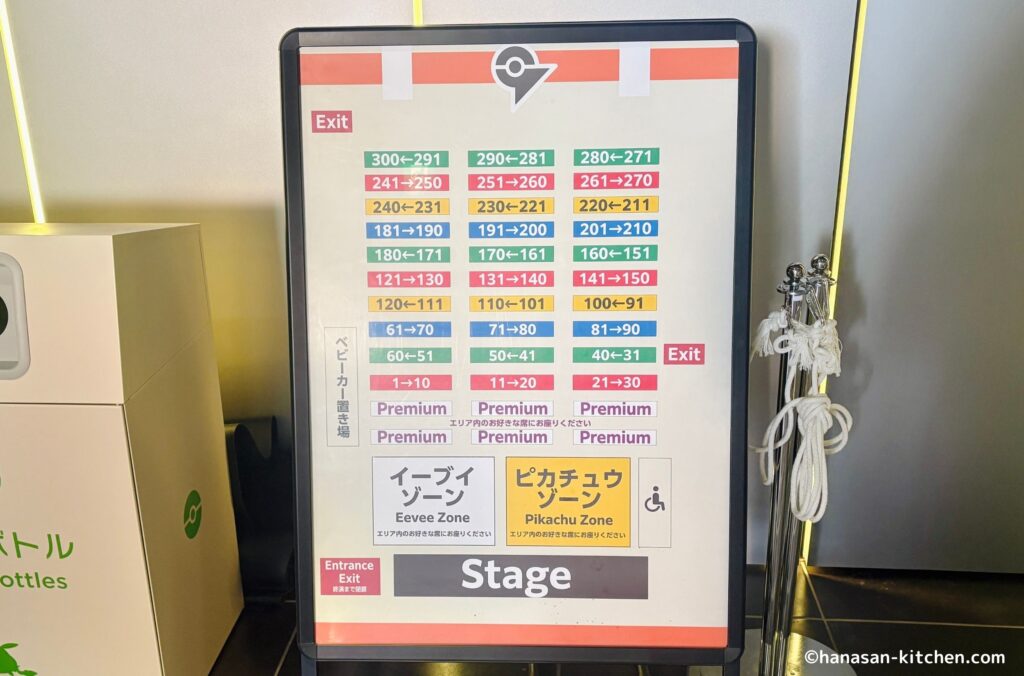 Exit
300←291 290←281 280←271
241→250 251→260 261→270
240←231 230←221 220←211
181→190 191→200 201→210
180←171 170←161 160←151
121→130 131→140 141→150
120←111 110←101 100←91
61→70 71→80 81→90
60←51 50←41 40←31
Exit
1→10 11→20 21→30
ベビーカー置き場
Premium Premium Premium
エリア内のお好きな席にお座りください
Premium Premium Premium
イーブイ
ゾーン
Eevee Zone
エリア内のお好きな席にお座りください
ピカチュウ
ゾーン
Pikachu Zone
エリア内のお好きな席にお座りください
Entrance
Exit
終演まで閉鎖
Stage
ボトル
ottles
©hanasan-kitchen.com